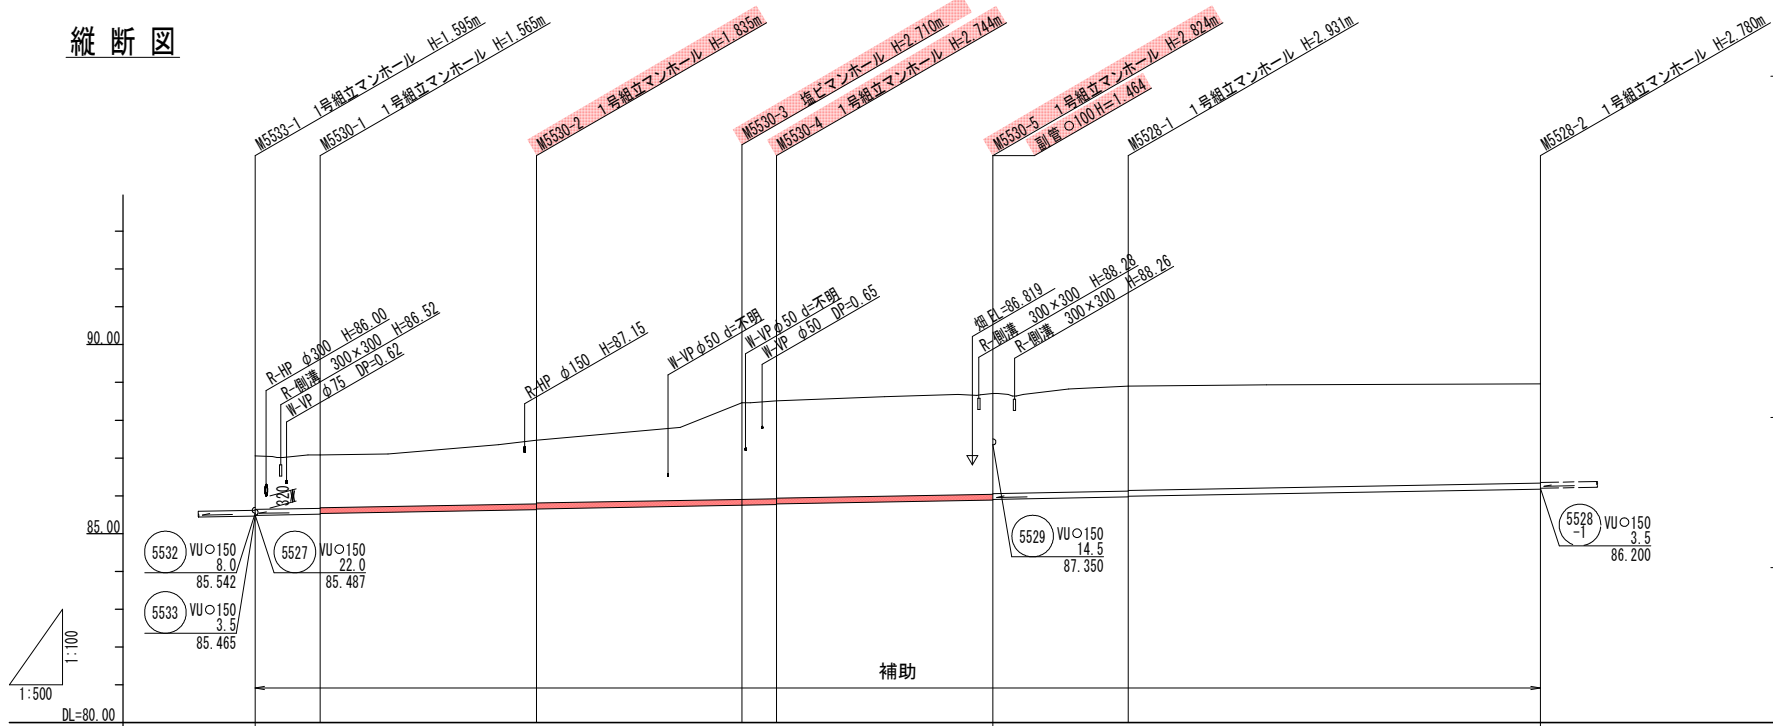 縦断図
M5533-1 1号組立マンホール H=1.595m
M5530-1 1号組立マンホール H=1.565m
M5530-2 1号組立マンホール H=1.835m
M5530-3 塩ビマンホール H=2.710m
M5530-4 1号組立マンホール H=2.744m
M5530-5 1号組立マンホール H=2.824m
副管 ○100 H=1.464
M5528-1 1号組立マンホール H=2.931m
M5528-2 1号組立マンホール H=2.780m
R-HP φ300 H=86.00
R-側溝 300×300 H=86.52
W-VP φ75 DP=0.62
R-HP φ150 H=87.15
W-VPφ50 d=不明
W-VPφ50 d=不明
W-VP φ50 DP=0.65
畑 EL=86.819
R-側溝 300×300 H=88.28
R-側溝 300×300 H=88.26
90.00
320
85.00
5532 VU○150
8.0
85.542
5527 VU○150
22.0
85.487
5529 VU○150
14.5
87.350
5528-1 VU○150
3.5
86.200
5533 VU○150
3.5
85.465
1:100
1:500
補助
DL=80.00